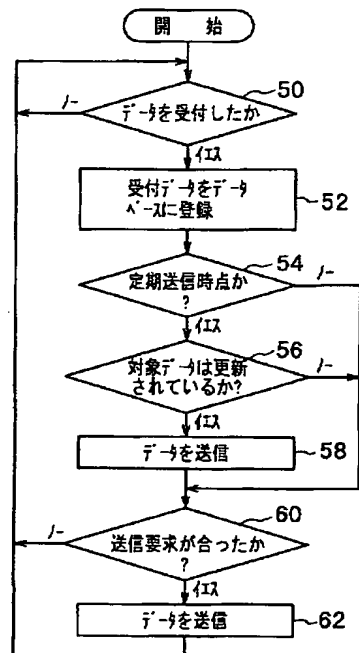 開始
50
データを受付したか
ノー
イエス
受付データをデータ
ベースに登録
52
54
定期送信時点か
?
ノー
イエス
56
対象データは更新
されているか?
ノー
イエス
データを送信
58
60
送信要求が合ったか
?
ノー
イエス
データを送信
62